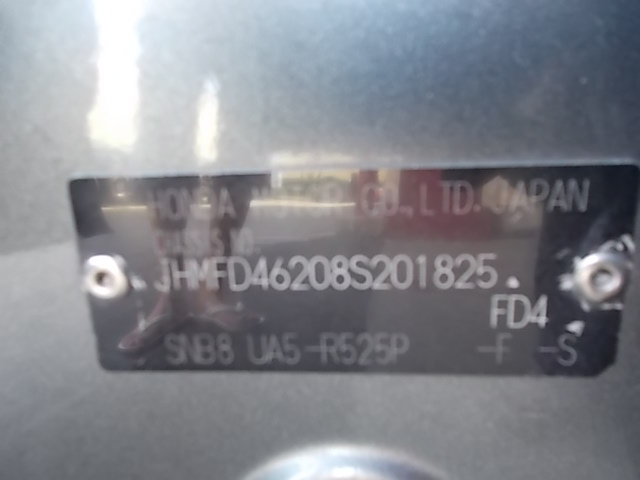 HONDA MOTOR CO., LTD. JAPAN
CHASSIS NO.
JHMFD46208S201825.
FD4
SNB8 UA5-R525P -F -S